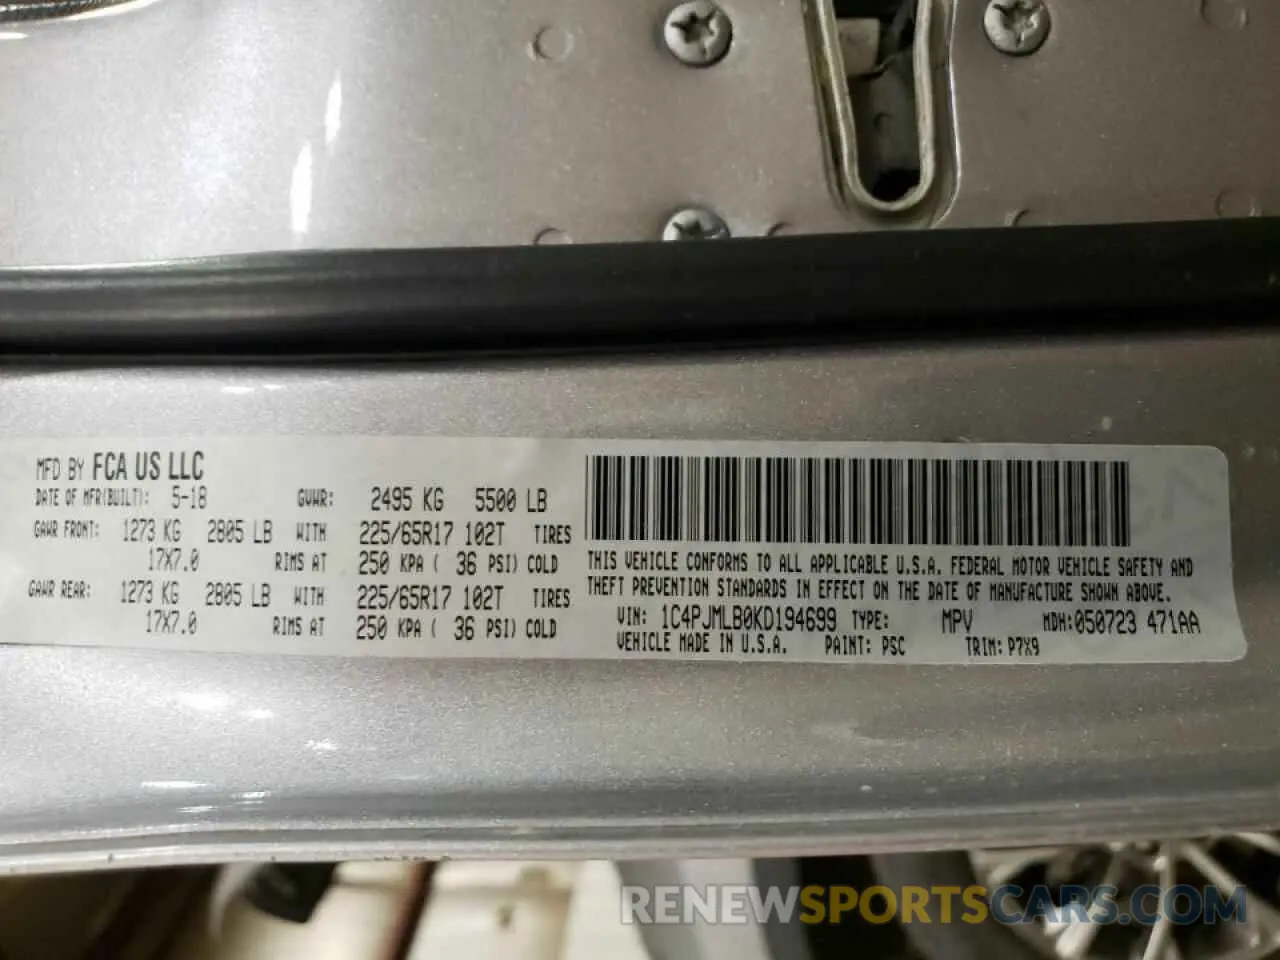 MFD BY FCA US LLC
DATE OF MFR(BUILT): 5-18 GVWR: 2495 KG 5500 LB
GAWR FRONT: 1273 KG 2805 LB WITH 225/65R17 102T TIRES
17X7.0 RIMS AT 250 KPA ( 36 PSI) COLD
GAWR REAR: 1273 KG 2805 LB WITH 225/65R17 102T TIRES
17X7.0 RIMS AT 250 KPA ( 36 PSI) COLD
THIS VEHICLE CONFORMS TO ALL APPLICABLE U.S.A. FEDERAL MOTOR VEHICLE SAFETY AND
THEFT PREVENTION STANDARDS IN EFFECT ON THE DATE OF MANUFACTURE SHOWN ABOVE.
VIN: 1C4PJMLB0KD194699 TYPE: MPV MDH:050723 471AA
VEHICLE MADE IN U.S.A. PAINT: PSC TRIM: P7X9
RENEWSPORTSCARS.COM